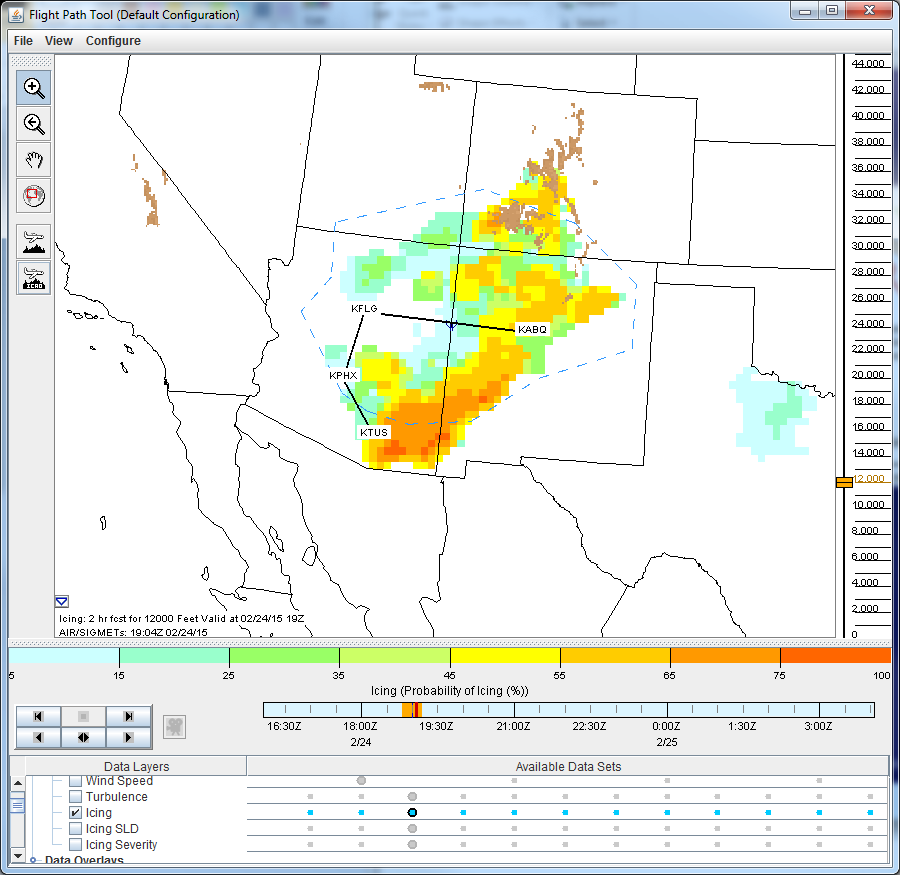 Flight Path Tool (Default Configuration)
File View Configure
44,000
42,000
40,000
38,000
36,000
34,000
32,000
30,000
28,000
26,000
24,000
22,000
20,000
18,000
16,000
14,000
12,000
10,000
8,000
6,000
4,000
2,000
0
ICAO
KFLG
KABQ
KPHX
KTUS
Icing: 2 hr fcst for 12000 Feet Valid at 02/24/15 19Z
AIR/SIGMETs: 19:04Z 02/24/15
5 15 25 35 45 55 65 75 100
Icing (Probability of Icing (%))
16:30Z 18:00Z 19:30Z 21:00Z 22:30Z 0:00Z 1:30Z 3:00Z
2/24 2/25
Data Layers Available Data Sets
Wind Speed
Turbulence
Icing
Icing SLD
Icing Severity
Data Overlays